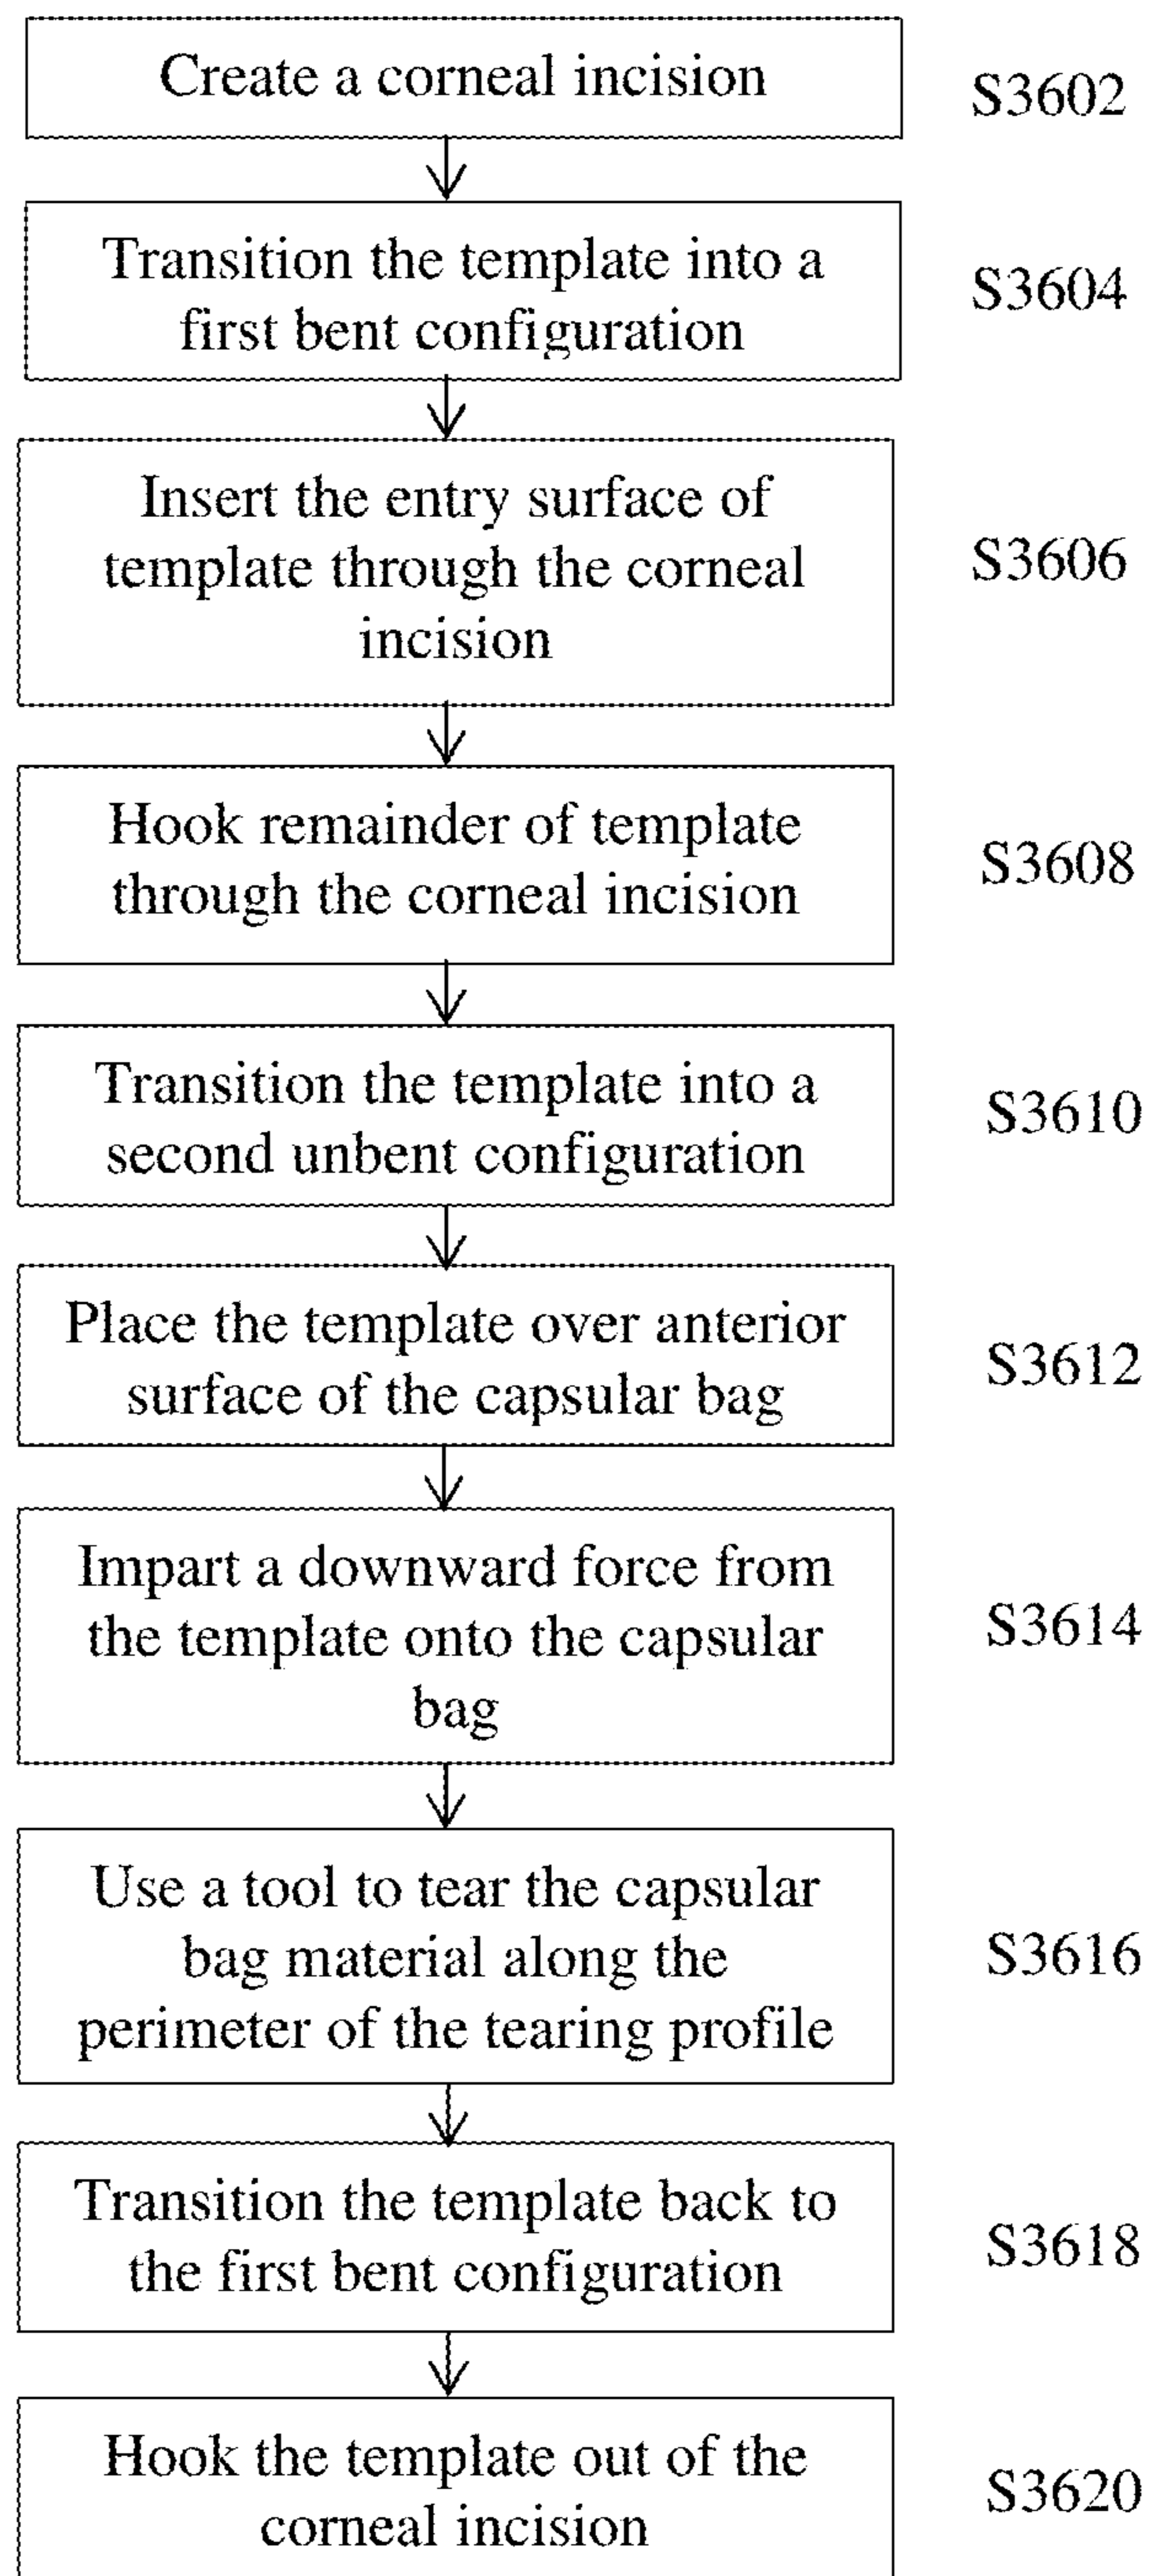 Create a corneal incision
S3602
Transition the template into a
first bent configuration
S3604
Insert the entry surface of
template through the corneal
incision
S3606
Hook remainder of template
through the corneal incision
S3608
Transition the template into a
second unbent configuration
S3610
Place the template over anterior
surface of the capsular bag
S3612
Impart a downward force from
the template onto the capsular
bag
S3614
Use a tool to tear the capsular
bag material along the
perimeter of the tearing profile
S3616
Transition the template back to
the first bent configuration
S3618
Hook the template out of the
corneal incision
S3620